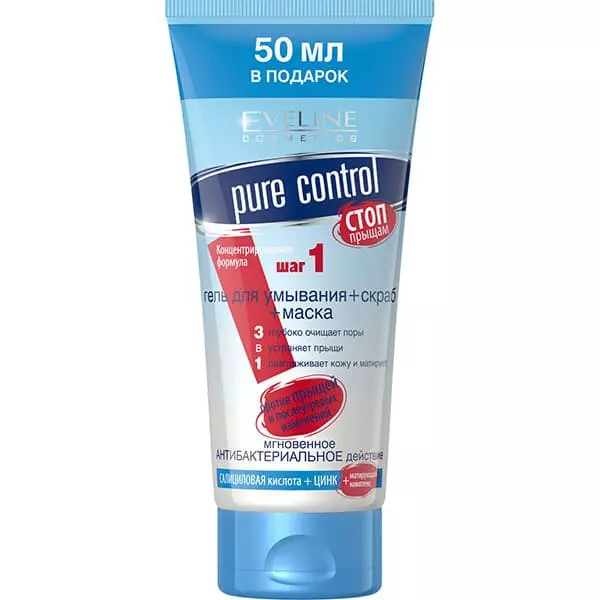 50 мл
В ПОДАРОК
EVELINE
COSMETICS
pure control
СТОП
прыщам
Концентрированная
формула
шаг 1
гель для умывания+скраб
+маска
3 глубоко очищает поры
в устраняет прыщи
1 разглаживает кожу и матирует
против прыщей
и послеугревых
изменений
мгновенное
АНТИБАКТЕРИАЛЬНОЕ действие
САЛИЦИЛОВАЯ кислота + ЦИНК + матирующий
комплекс